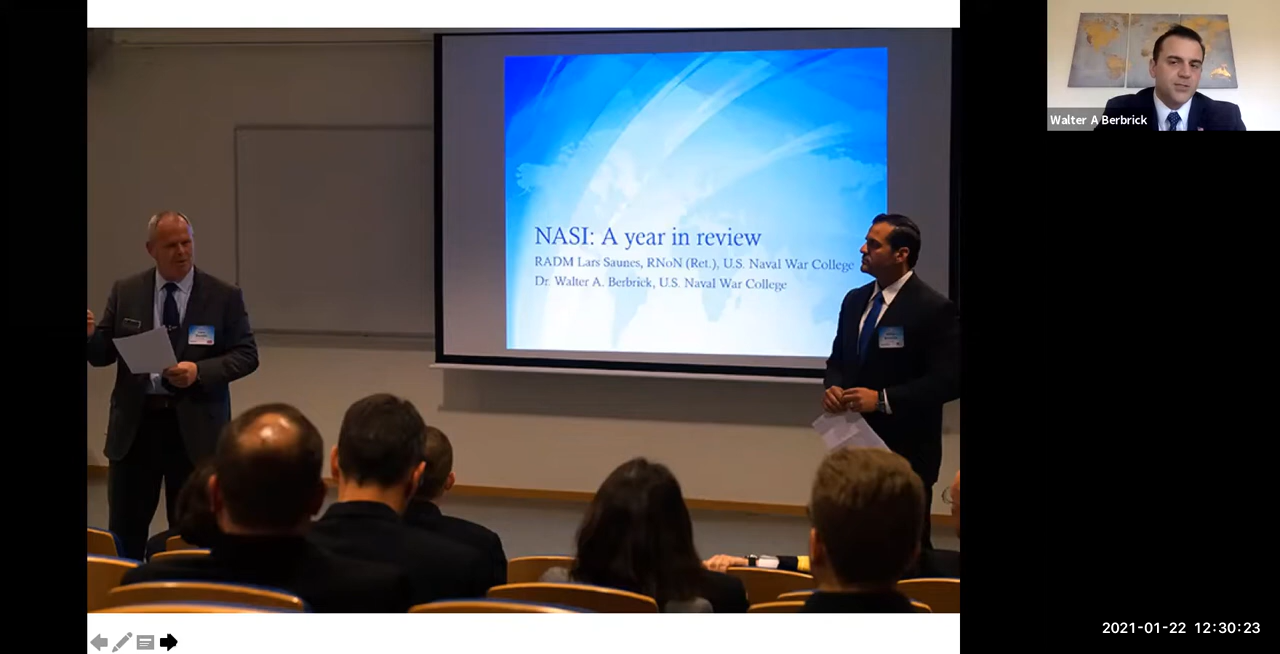 Walter A Berbrick
NASI: A year in review
RADM Lars Saunes, RNoN (Ret.), U.S. Naval War College
Dr. Walter A. Berbrick, U.S. Naval War College
2021-01-22 12:30:23